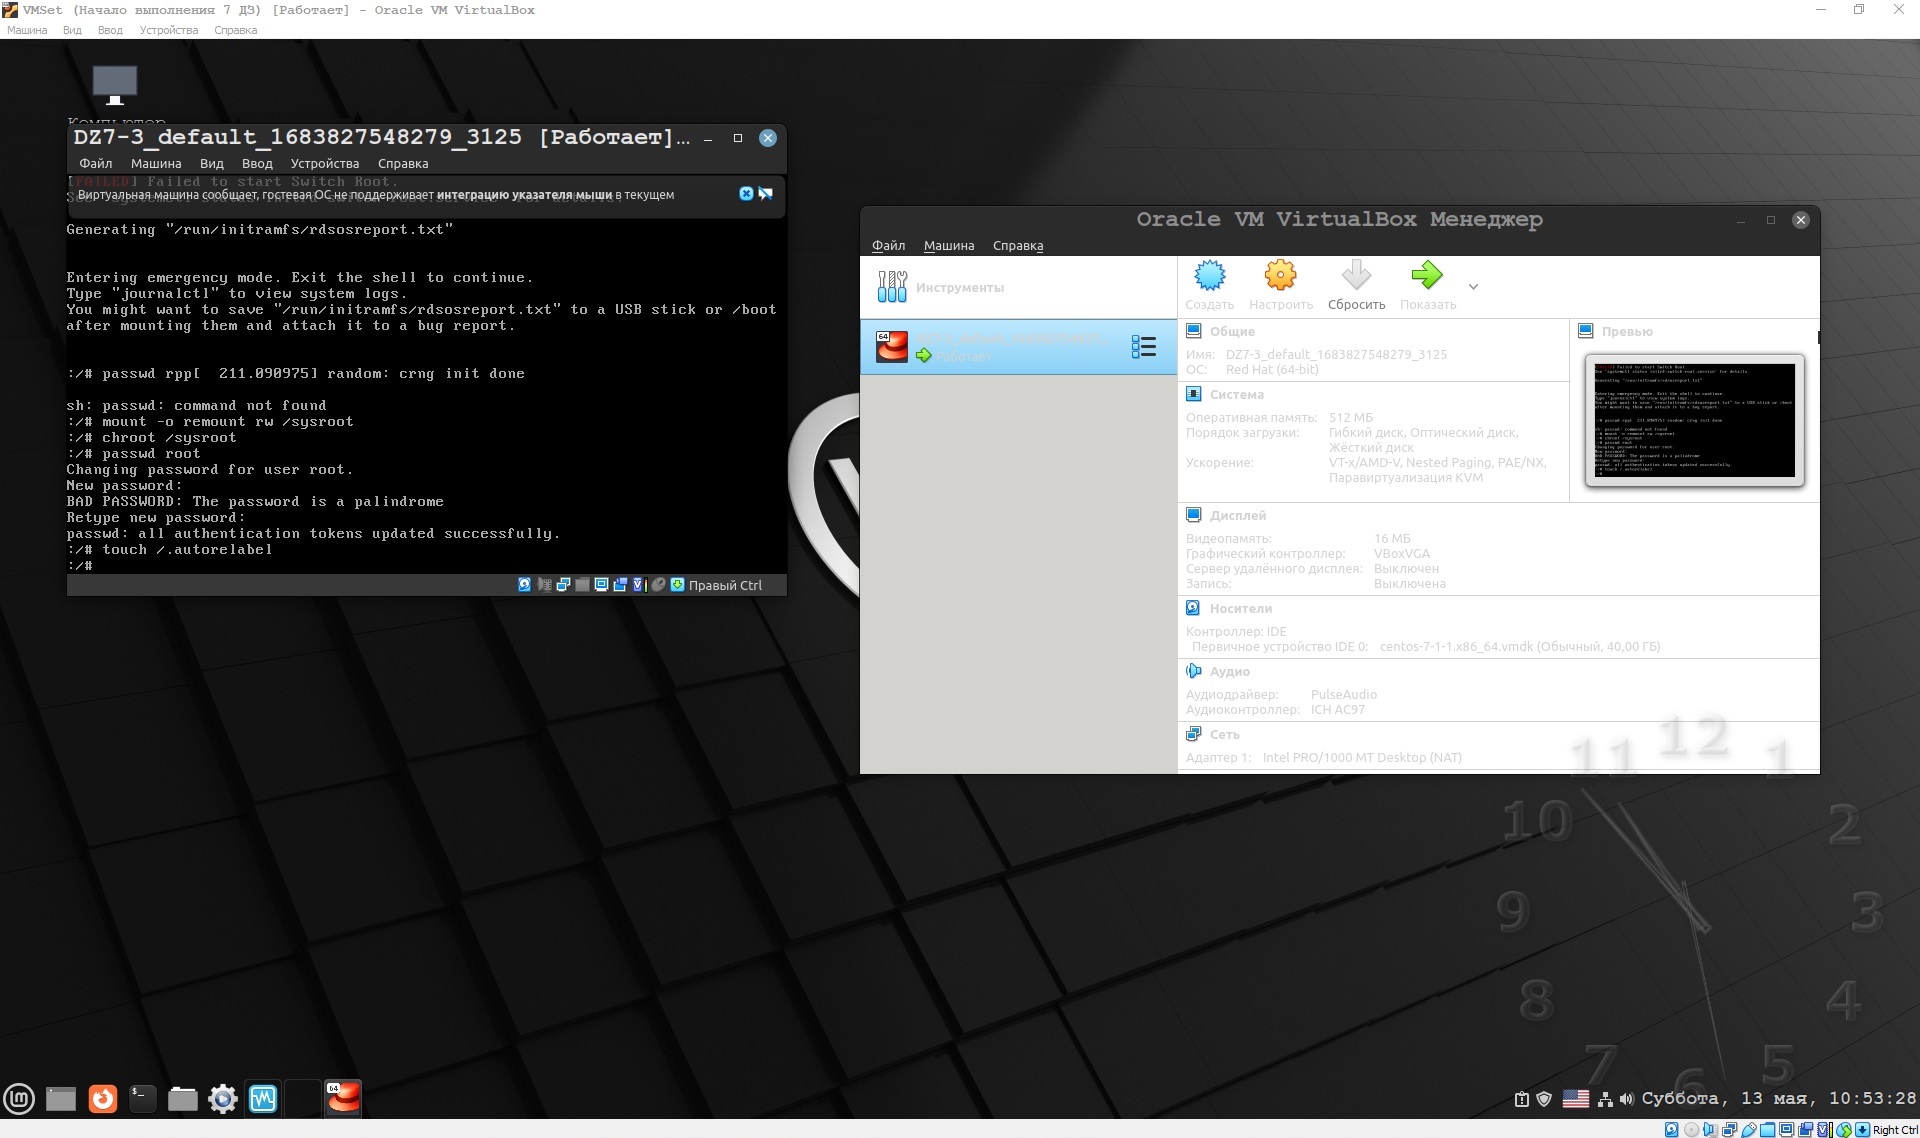 VMSet (Начало выполнения 7 ДЗ) [Работает] - Oracle VM VirtualBox
Машина Вид Ввод Устройства Справка
Компьютер
DZ7-3_default_1683827548279_3125 [Работает]...
Файл Машина Вид Ввод Устройства Справка
[FAILED] Failed to start Switch Root.
Виртуальная машина сообщает, гостевая ОС не поддерживает интеграцию указателя мыши в текущем
Generating "/run/initramfs/rdsosreport.txt"
Entering emergency mode. Exit the shell to continue.
Type "journalctl" to view system logs.
You might want to save "/run/initramfs/rdsosreport.txt" to a USB stick or /boot
after mounting them and attach it to a bug report.
:/# passwd rpp[  211.090975] random: crng init done
sh: passwd: command not found
:/# mount -o remount rw /sysroot
:/# chroot /sysroot
:/# passwd root
Changing password for user root.
New password:
BAD PASSWORD: The password is a palindrome
Retype new password:
passwd: all authentication tokens updated successfully.
:/# touch /.autorelabel
:/#
Правый Ctrl
Oracle VM VirtualBox Менеджер
Файл Машина Справка
Инструменты
Создать Настроить Сбросить Показать
64
Работает
Общие
Имя: DZ7-3_default_1683827548279_3125
ОС: Red Hat (64-bit)
Превью
Система
Оперативная память: 512 МБ
Порядок загрузки: Гибкий диск, Оптический диск,
Жёсткий диск
Ускорение: VT-x/AMD-V, Nested Paging, PAE/NX,
Паравиртуализация KVM
Дисплей
Видеопамять: 16 МБ
Графический контроллер: VBoxVGA
Сервер удалённого дисплея: Выключен
Запись: Выключена
Носители
Контроллер: IDE
Первичное устройство IDE 0: centos-7-1-1.x86_64.vmdk (Обычный, 40,00 ГБ)
Аудио
Аудиодрайвер: PulseAudio
Аудиоконтроллер: ICH AC97
Сеть
Адаптер 1: Intel PRO/1000 MT Desktop (NAT)
11 12 1
10 2
9 3
8 4
7 6 5
64
Суббота, 13 мая, 10:53:28
Right Ctrl